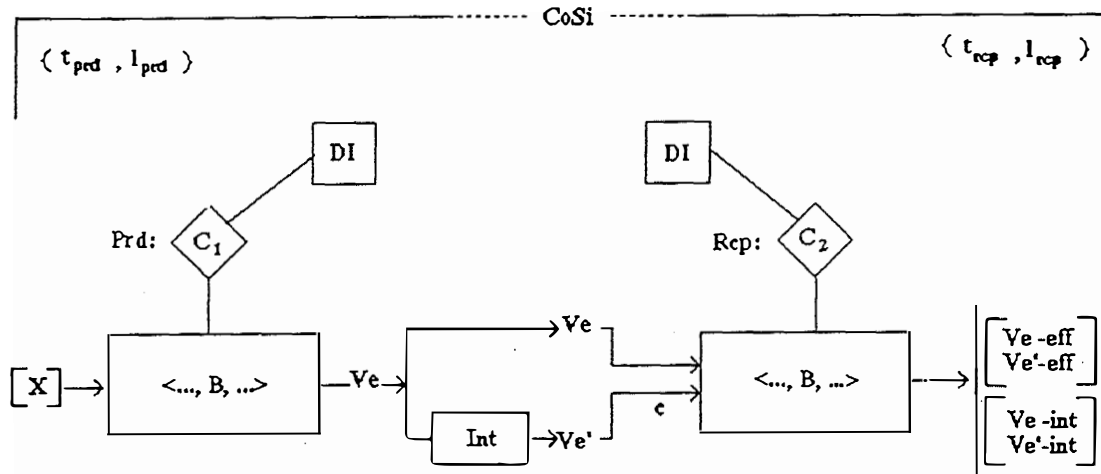 CoSi
{ t_prd , l_prd }
{ t_rcp , l_rcp }
DI
DI
Prd:
C₁
Rcp:
C₂
[X]
<..., B, ...>
Ve
Ve
<..., B, ...>
Ve -eff
Ve'-eff
c
Int
Ve'
Ve -int
Ve'-int